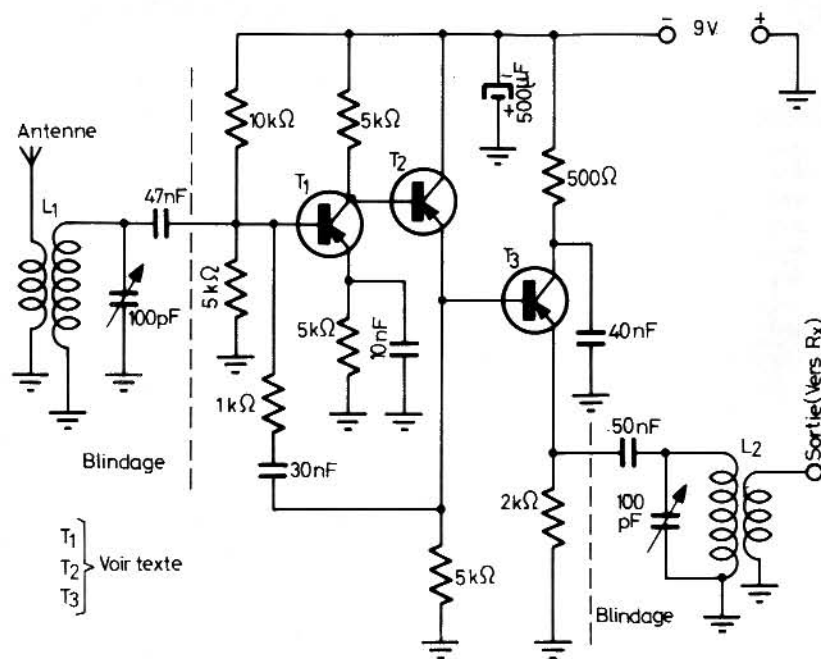 - 9V. +
500µF
- +
10kΩ
5kΩ
Antenne
T1
T2
L1
47nF
500Ω
T3
100pF
5kΩ
5kΩ
10nF
40nF
1kΩ
Sortie (Vers Rx)
50nF
L2
Blindage
30nF
2kΩ
100
pF
T1
T2
T3
Voir texte
5kΩ
Blindage